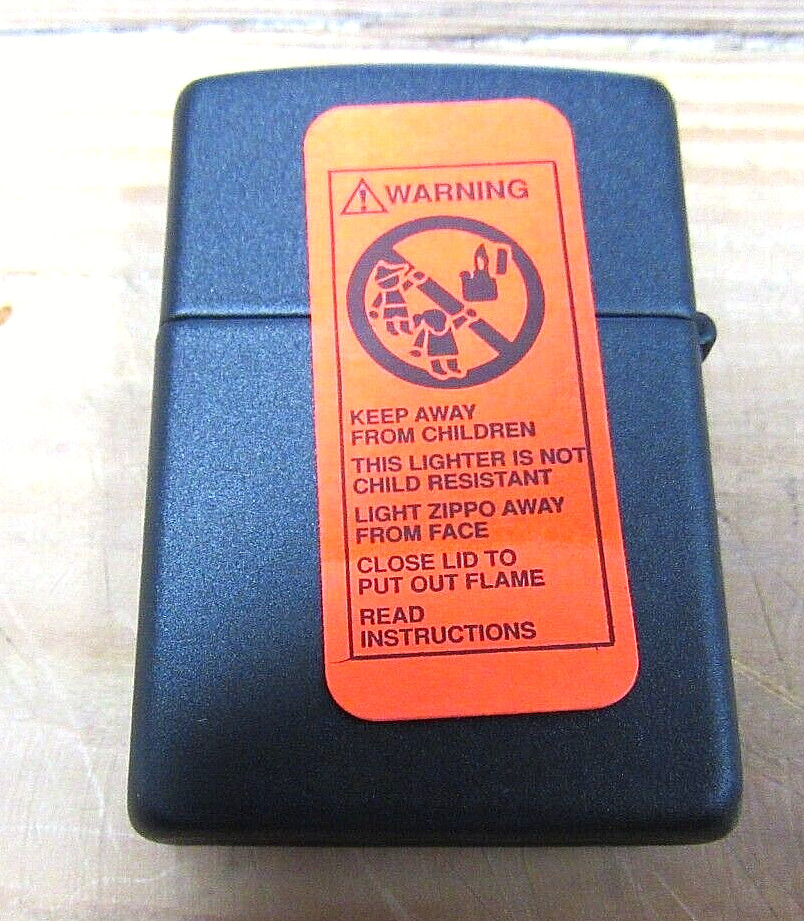 WARNING
KEEP AWAY
FROM CHILDREN
THIS LIGHTER IS NOT
CHILD RESISTANT
LIGHT ZIPPO AWAY
FROM FACE
CLOSE LID TO
PUT OUT FLAME
READ
INSTRUCTIONS